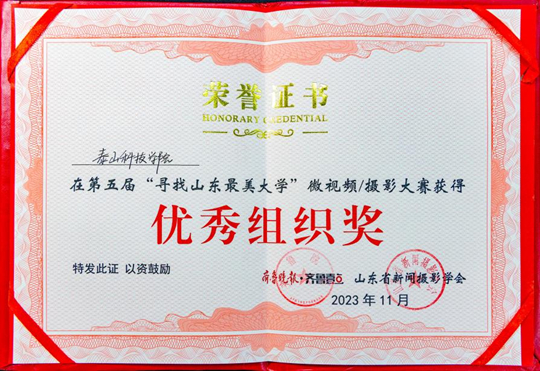 荣誉证书
HONORARY CREDENTIAL
泰山科技学院
在第五届“寻找山东最美大学”微视频/摄影大赛获得
优秀组织奖
特发此证 以资鼓励
齐鲁晚报·齐鲁壹点 山东省新闻摄影学会
2023年11月